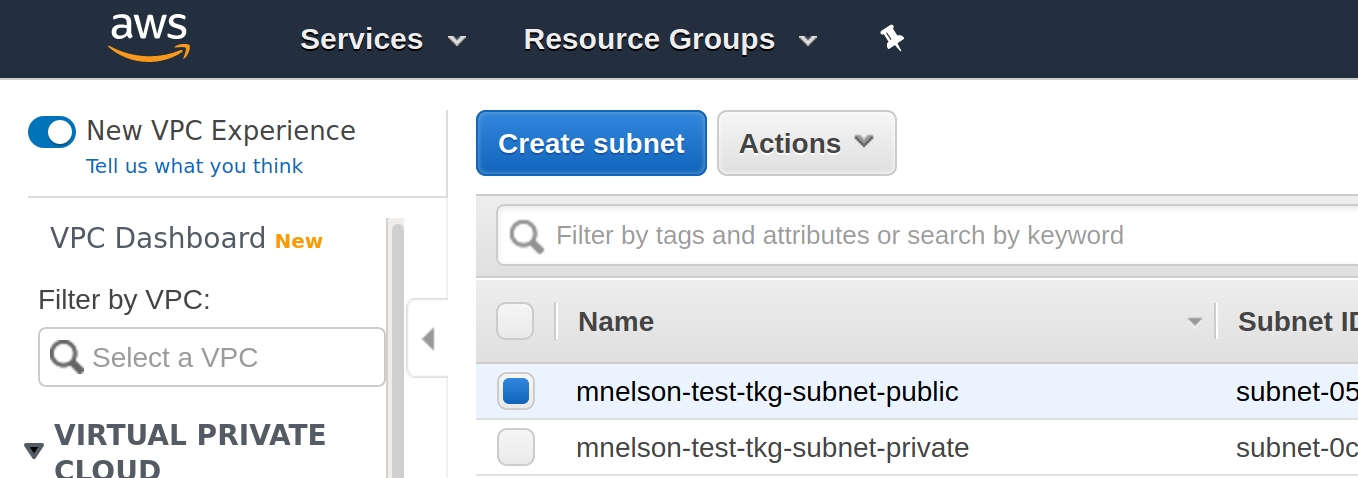 aws Services Resource Groups
New VPC Experience
Tell us what you think
VPC Dashboard New
Filter by VPC:
Select a VPC
VIRTUAL PRIVATE
CLOUD
Create subnet Actions
Filter by tags and attributes or search by keyword
Name Subnet ID
mnelson-test-tkg-subnet-public subnet-05
mnelson-test-tkg-subnet-private subnet-0c